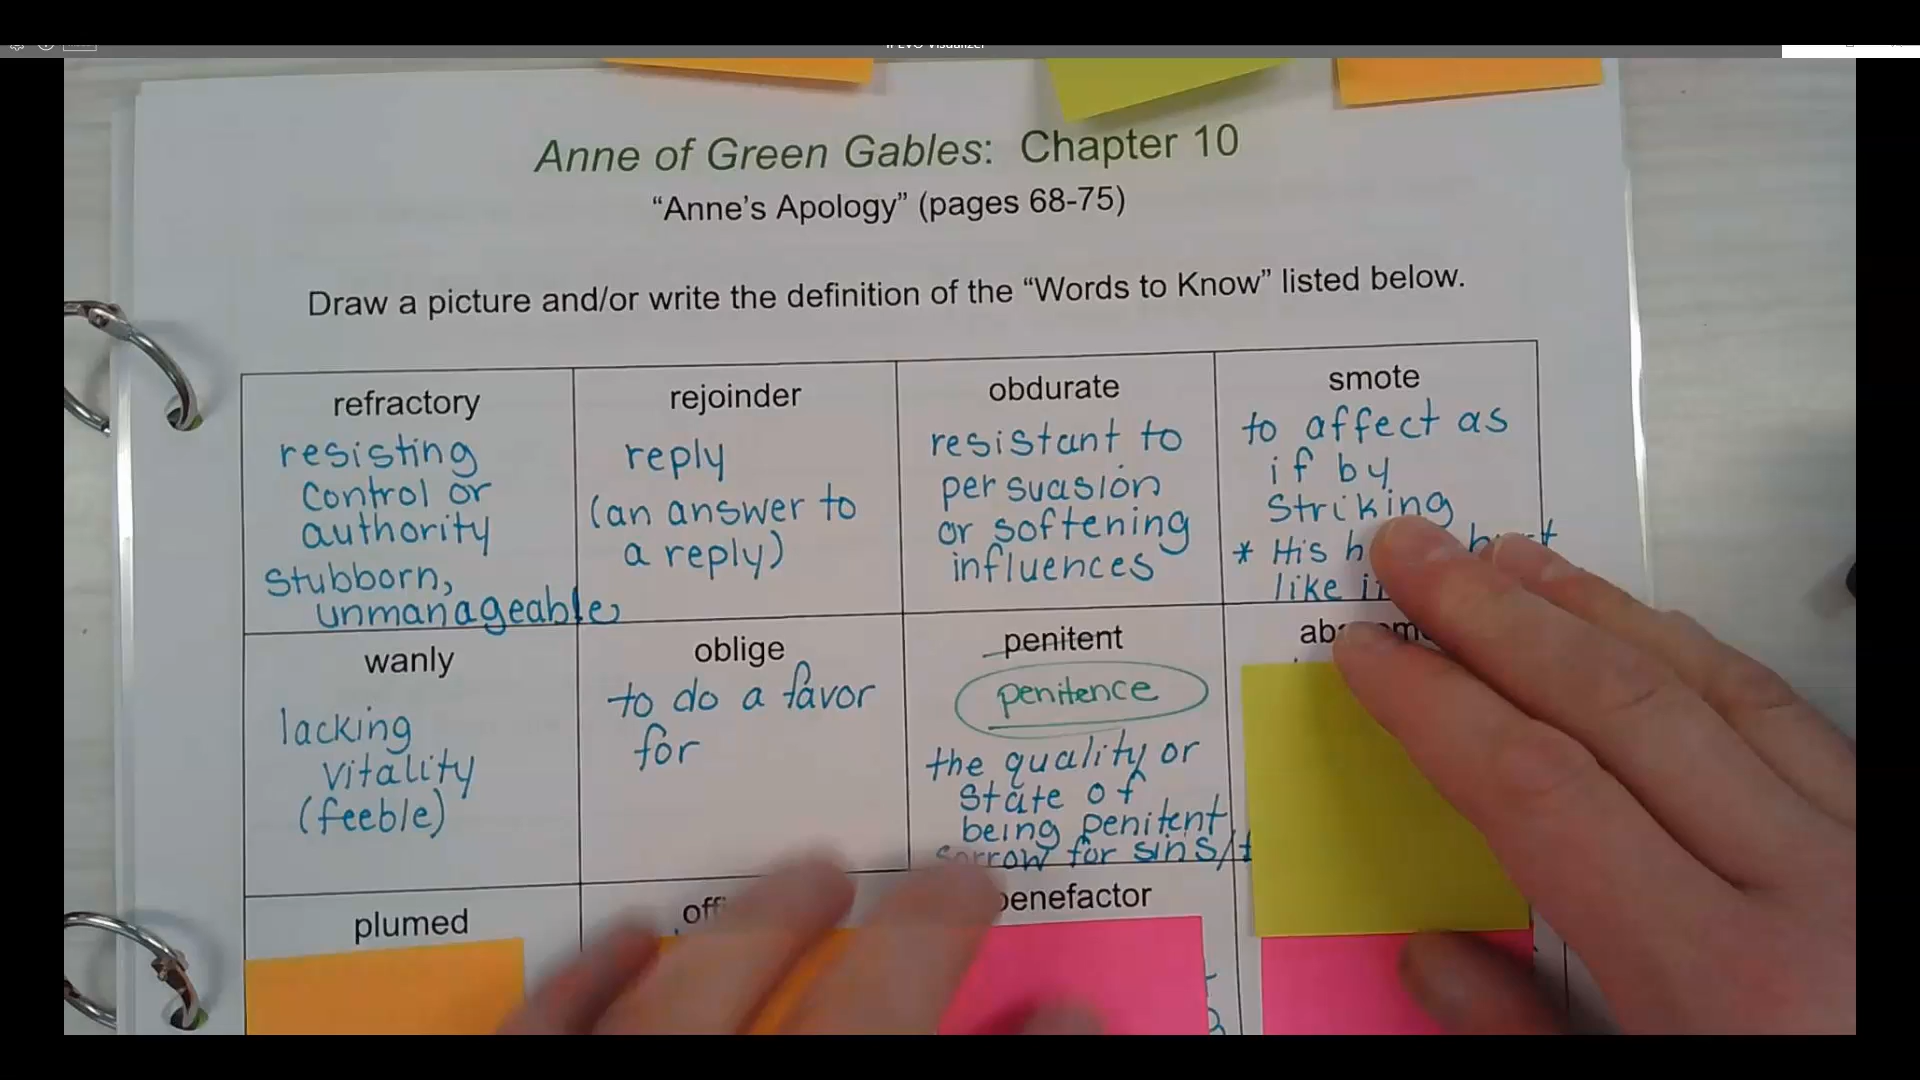 Anne of Green Gables: Chapter 10
"Anne's Apology" (pages 68-75)
Draw a picture and/or write the definition of the "Words to Know" listed below.
refractory
resisting
control or
authority
stubborn,
unmanageable
rejoinder
reply
(an answer to
a reply)
obdurate
resistant to
persuasion
or softening
influences
smote
to affect as
if by
striking
* His
like
wanly
lacking
vitality
(feeble)
oblige
to do a favor
for
penitent
penitence
the quality or
state of
being penitent
sorrow for sins/
plumed
benefactor